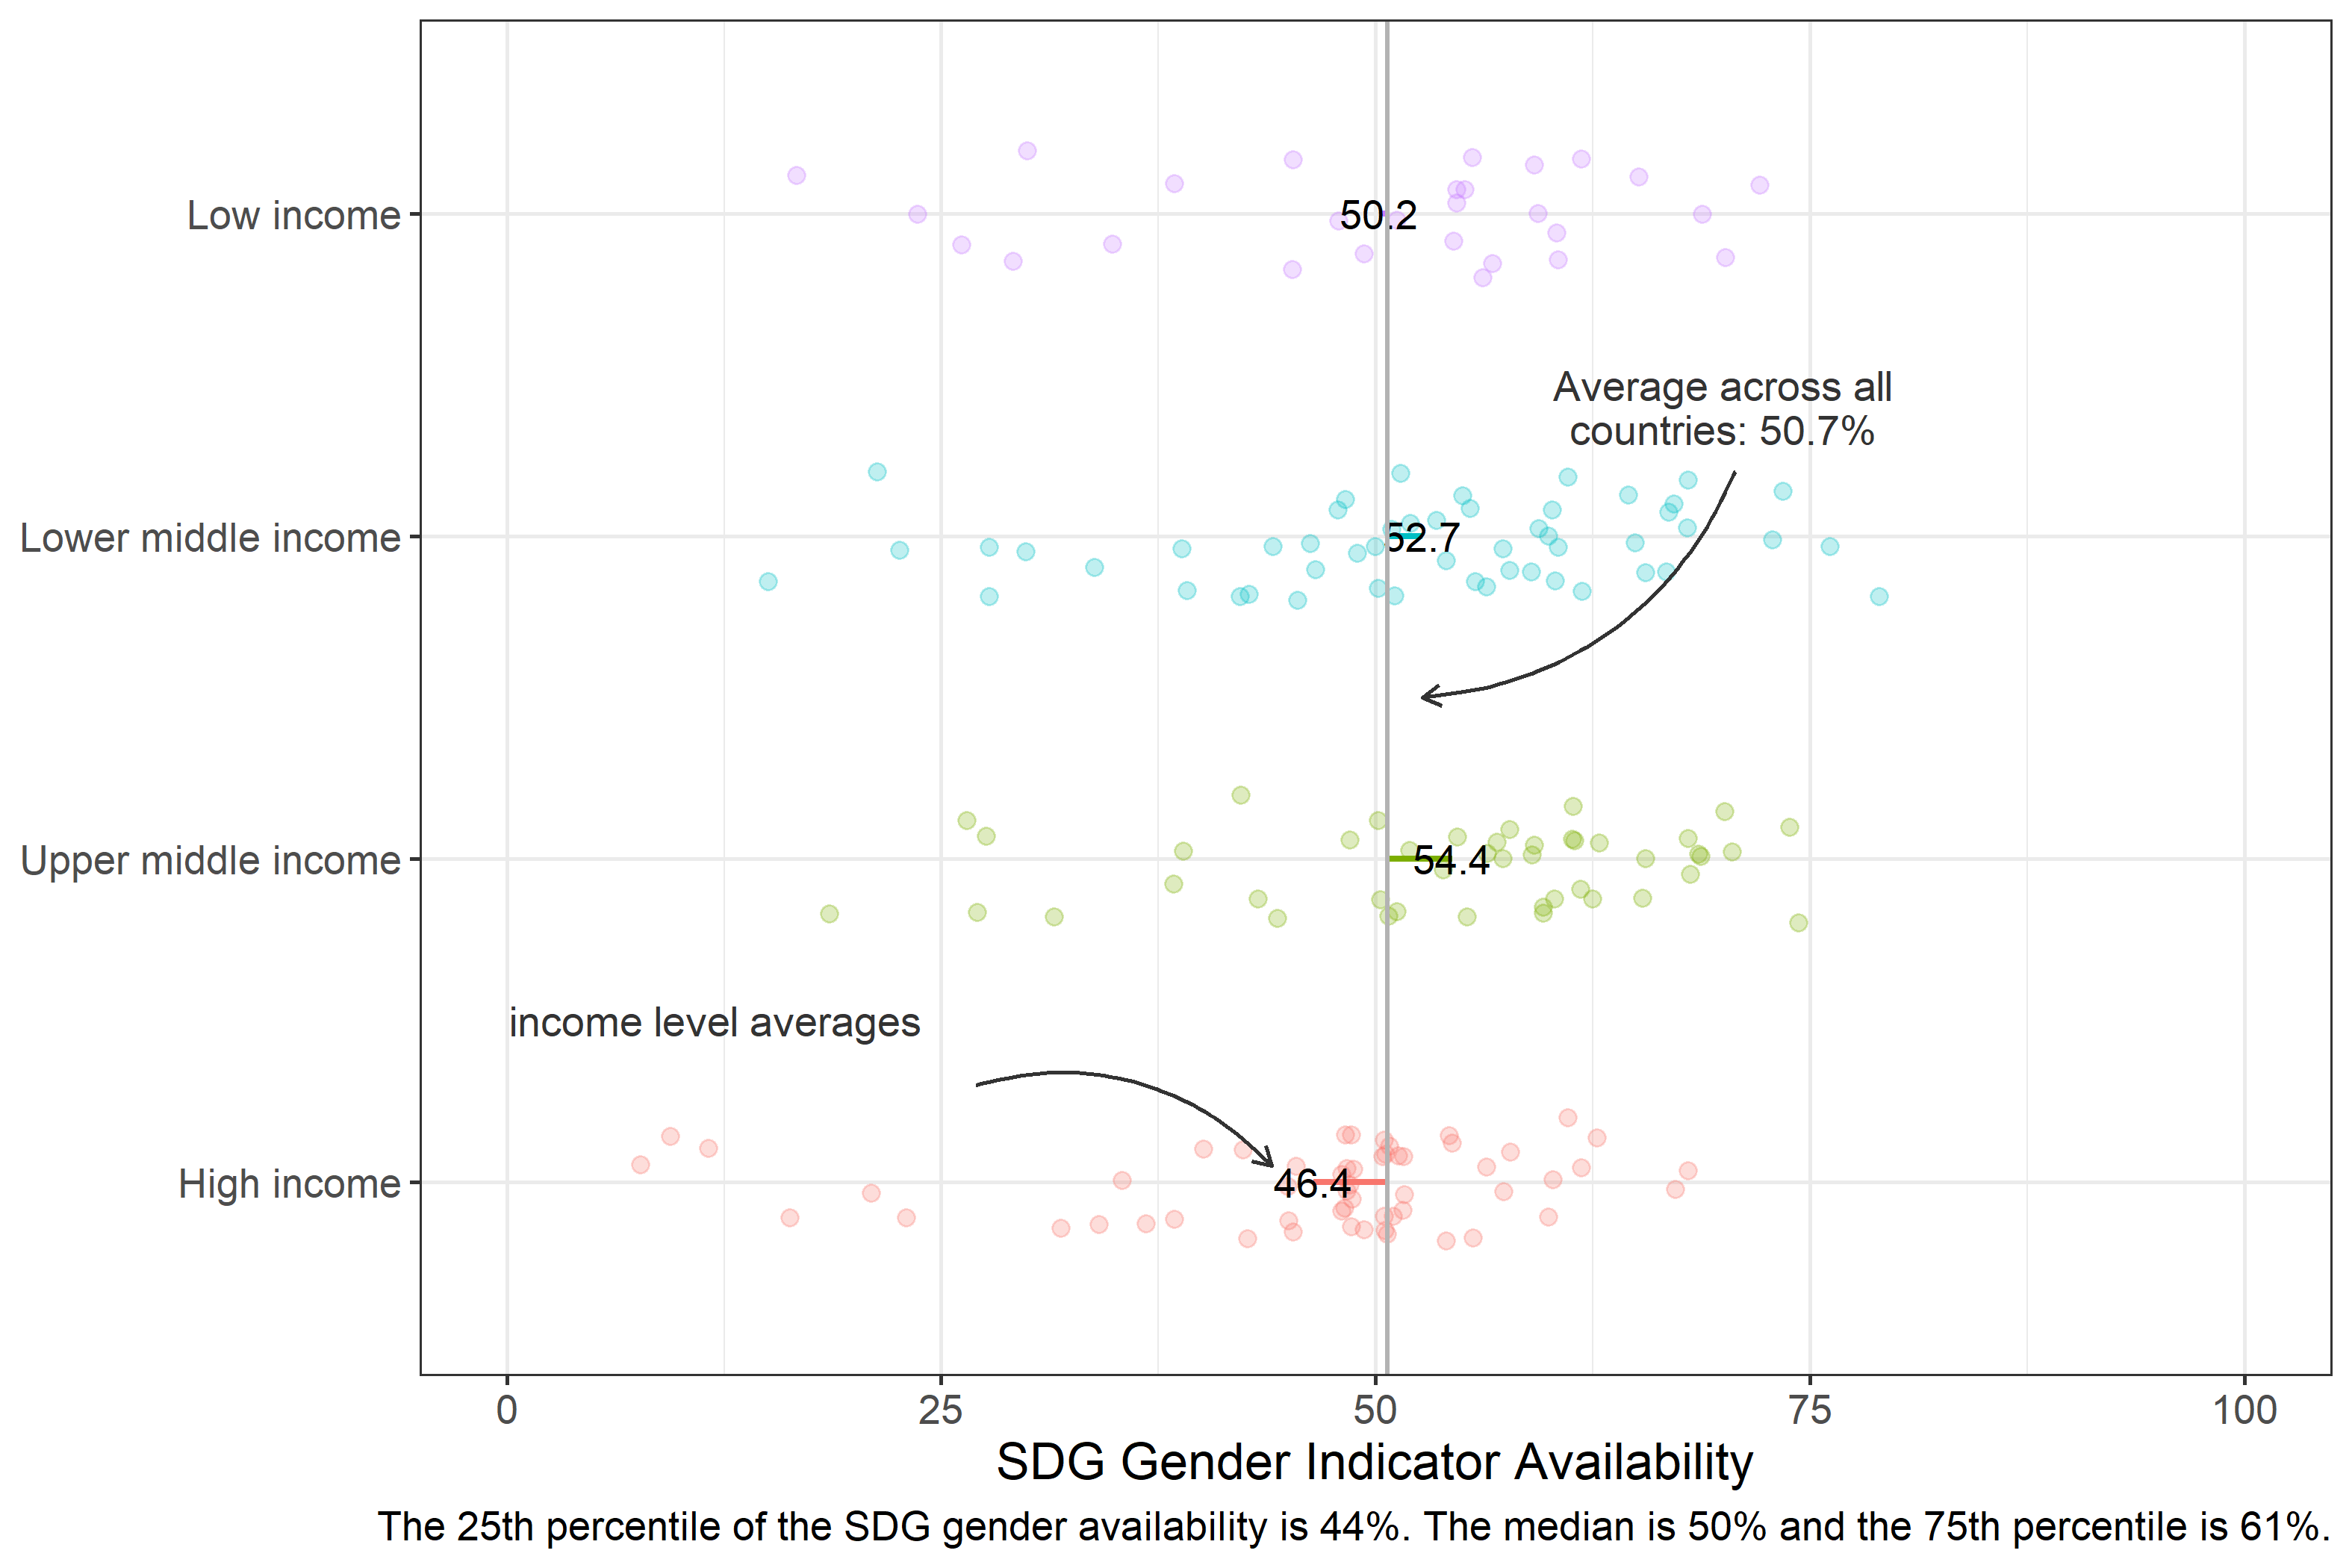 Low income
50.2
Average across all
countries: 50.7%
Lower middle income
52.7
Upper middle income
54.4
income level averages
High income
46.4
0
25
50
75
100
SDG Gender Indicator Availability
The 25th percentile of the SDG gender availability is 44%. The median is 50% and the 75th percentile is 61%.